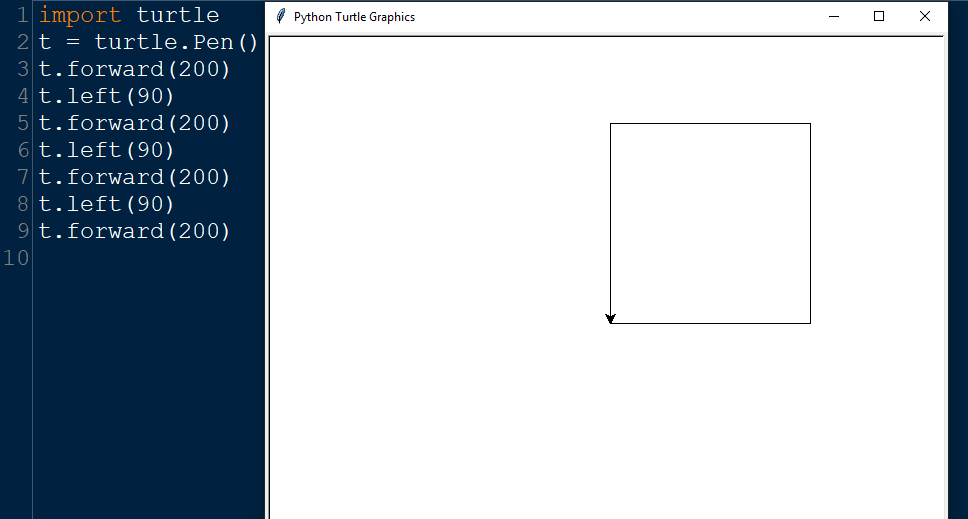 1 import turtle
2 t = turtle.Pen()
3 t.forward(200)
4 t.left(90)
5 t.forward(200)
6 t.left(90)
7 t.forward(200)
8 t.left(90)
9 t.forward(200)
10
Python Turtle Graphics